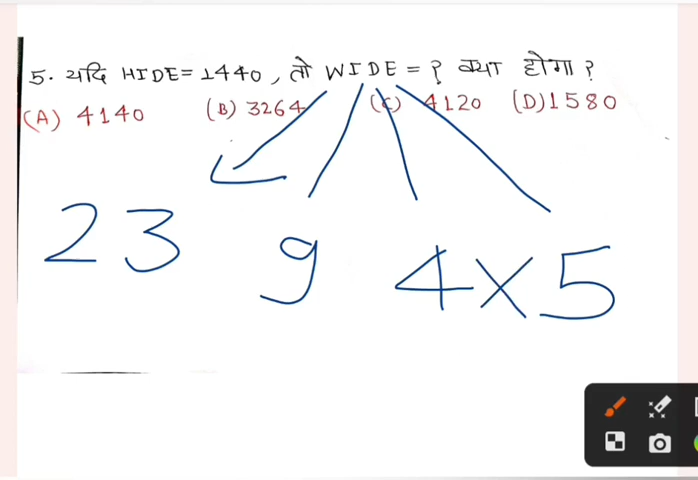 5. यदि HIDE=1440, तो WIDE = ? क्या होगा ?
(A) 4140 (B) 3264 (C) 4120 (D) 1580
23 9 4×5